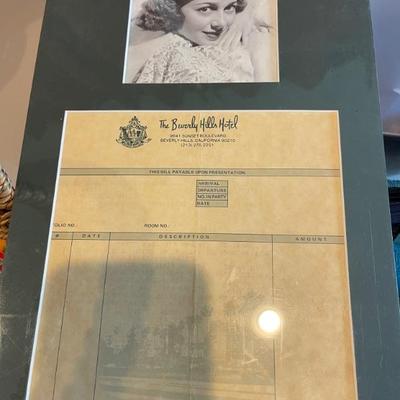 The Beverly Hills Hotel
9641 SUNSET BOULEVARD
BEVERLY HILLS, CALIFORNIA 90210
(213) 276 2251
THIS BILL PAYABLE UPON PRESENTATION
ARRIVAL
DEPARTURE
NO. IN PARTY
RATE
FOLIO NO.
ROOM NO.:
# DATE DESCRIPTION AMOUNT